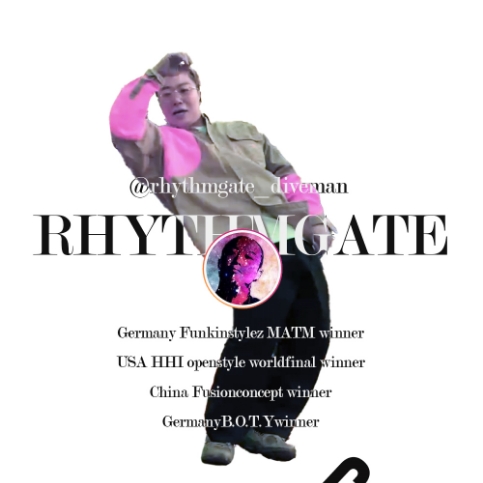 @rhythmgate_diveman
RHYTHMGATE
Germany Funkinstylez MATM winner
USA HHI openstyle worldfinal winner
China Fusionconcept winner
GermanyB.O.T.Ywinner